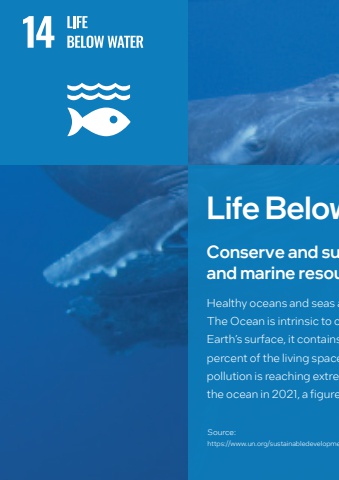 14 LIFE
BELOW WATER
Life Below
Conserve and su
and marine resou
Healthy oceans and seas a
The Ocean is intrinsic to o
Earth's surface, it contains
percent of the living space
pollution is reaching extre
the ocean in 2021, a figure
Source:
https://www.un.org/sustainabledevelopme